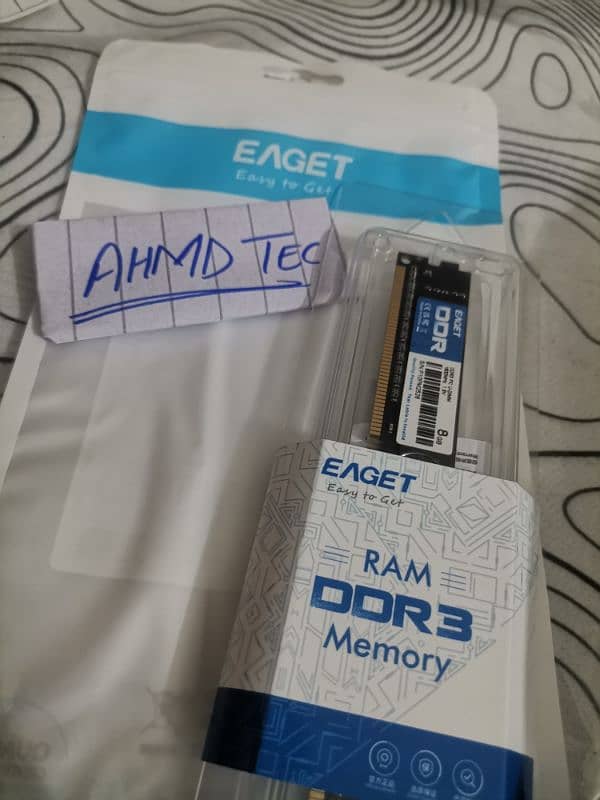 EAGET
Easy to Get
AHMD TEC
EAGET
DDR
8GB
EAGET
Easy to Get
RAM
DDR3
Memory